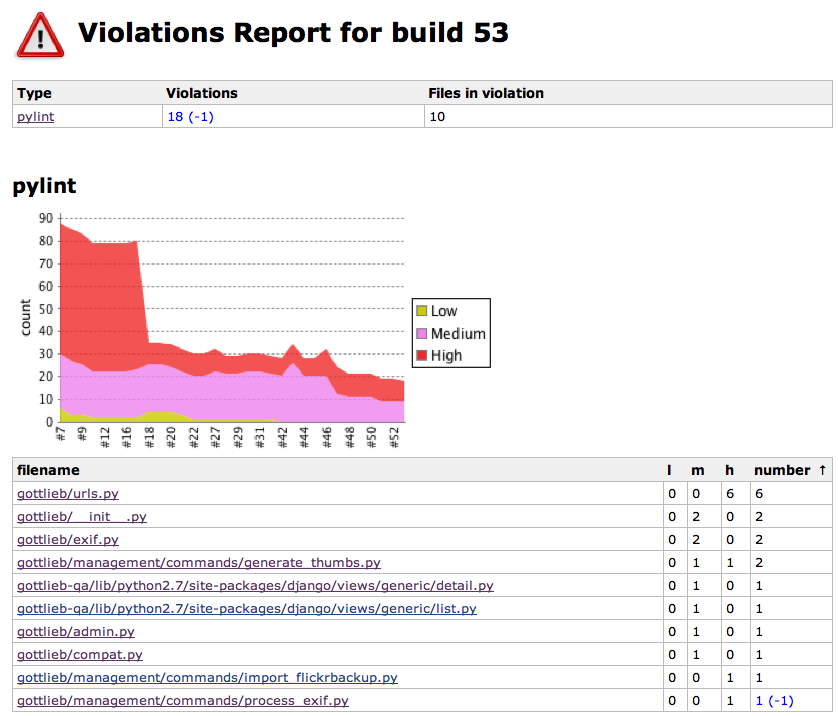 Violations Report for build 53
Type Violations Files in violation
pylint 18 (-1) 10
pylint
90
80
70
60
50
40
30
20
10
0
count
#7 #9 #12 #16 #18 #20 #22 #27 #29 #31 #42 #44 #46 #48 #50 #52
Low
Medium
High
filename l m h number ↑
gottlieb/urls.py 0 0 6 6
gottlieb/__init__.py 0 2 0 2
gottlieb/exif.py 0 2 0 2
gottlieb/management/commands/generate_thumbs.py 0 1 1 2
gottlieb-qa/lib/python2.7/site-packages/django/views/generic/detail.py 0 1 0 1
gottlieb-qa/lib/python2.7/site-packages/django/views/generic/list.py 0 1 0 1
gottlieb/admin.py 0 1 0 1
gottlieb/compat.py 0 1 0 1
gottlieb/management/commands/import_flickrbackup.py 0 0 1 1
gottlieb/management/commands/process_exif.py 0 0 1 1 (-1)